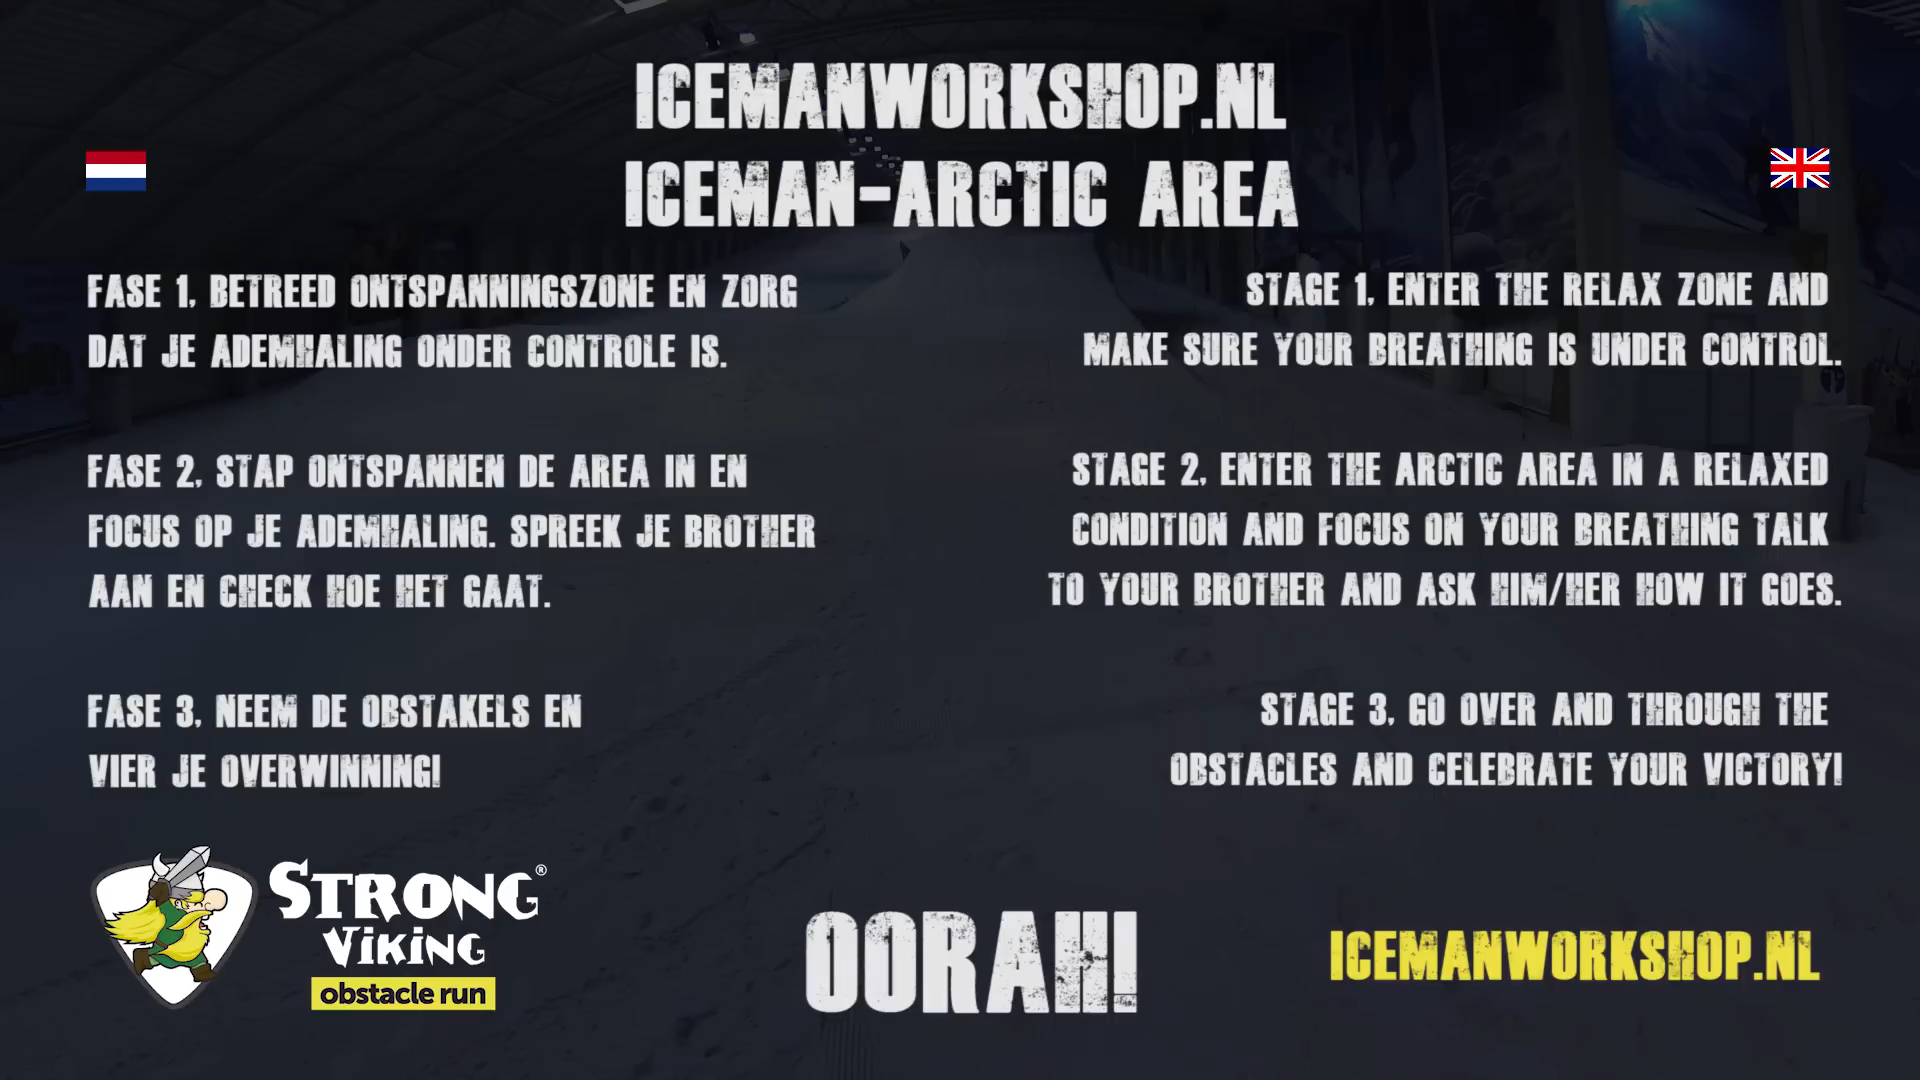 ICEMANWORKSHOP.NL
ICEMAN-ARCTIC AREA
FASE 1, BETREED ONTSPANNINGSZONE EN ZORG
DAT JE ADEMHALING ONDER CONTROLE IS.
FASE 2, STAP ONTSPANNEN DE AREA IN EN
FOCUS OP JE ADEMHALING. SPREEK JE BROTHER
AAN EN CHECK HOE HET GAAT.
FASE 3, NEEM DE OBSTAKELS EN
VIER JE OVERWINNING!
STAGE 1, ENTER THE RELAX ZONE AND
MAKE SURE YOUR BREATHING IS UNDER CONTROL.
STAGE 2, ENTER THE ARCTIC AREA IN A RELAXED
CONDITION AND FOCUS ON YOUR BREATHING TALK
TO YOUR BROTHER AND ASK HIM/HER HOW IT GOES.
STAGE 3, GO OVER AND THROUGH THE
OBSTACLES AND CELEBRATE YOUR VICTORY!
STRONG®
VIKING
obstacle run
OORAH!
ICEMANWORKSHOP.NL